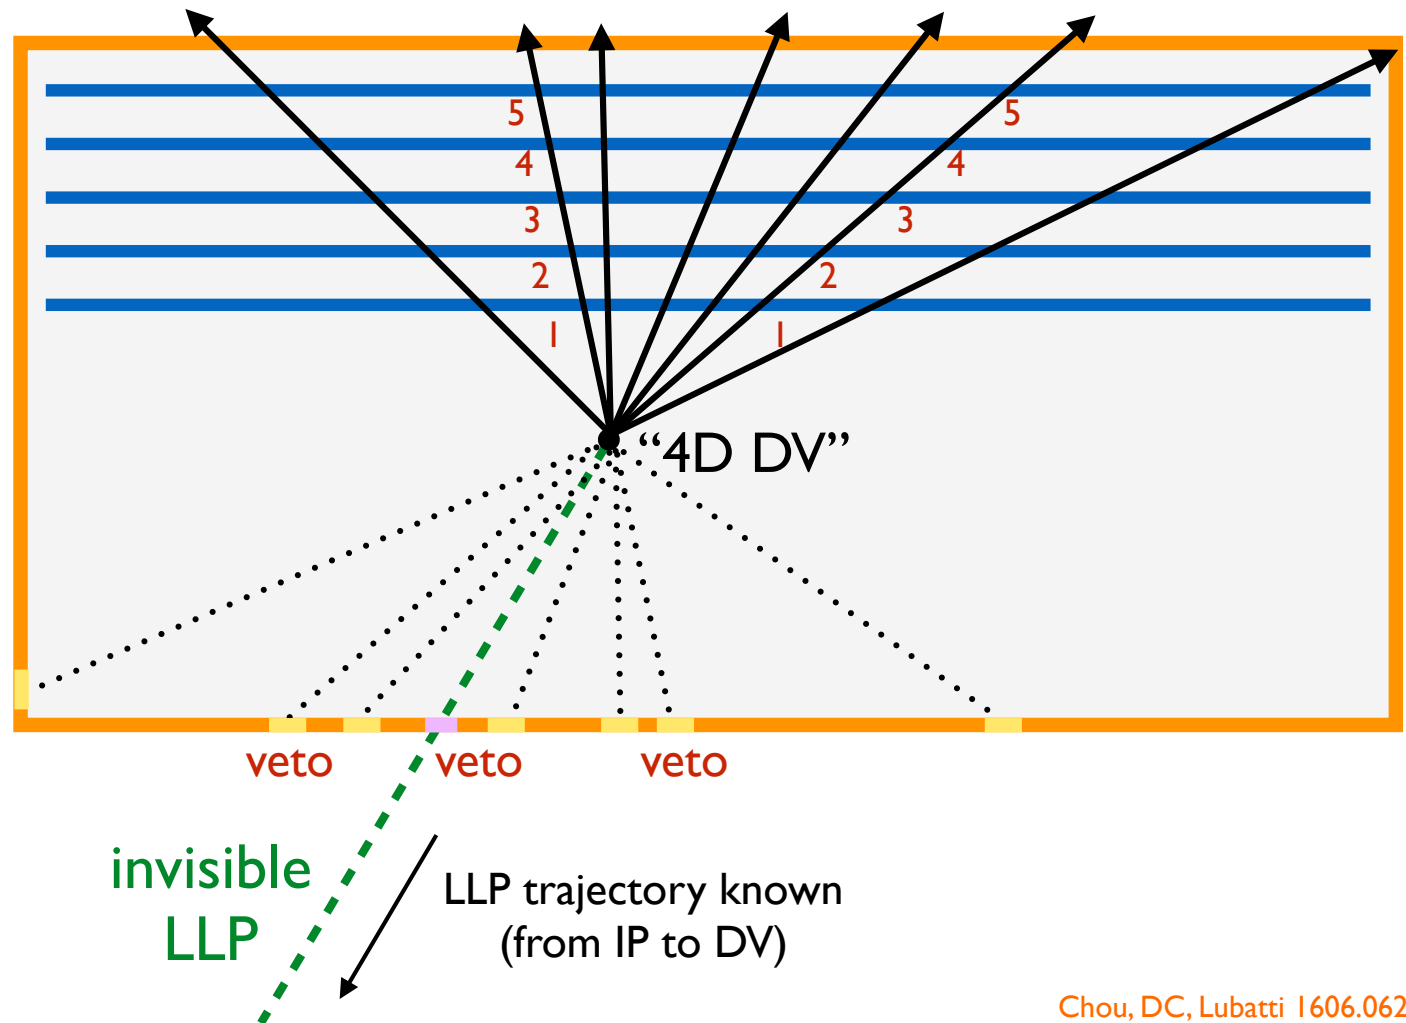 5 5
4 4
3 3
2 2
1 1
“4D DV”
veto veto veto
invisible
LLP
LLP trajectory known
(from IP to DV)
Chou, DC, Lubatti 1606.062